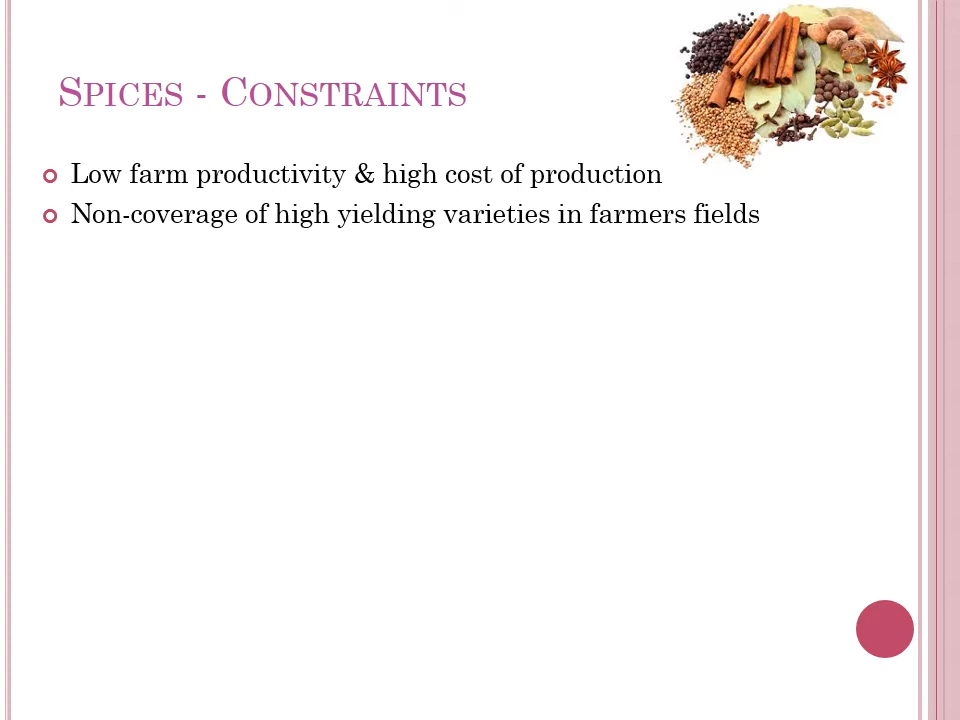 Spices - Constraints
Low farm productivity & high cost of production
Non-coverage of high yielding varieties in farmers fields